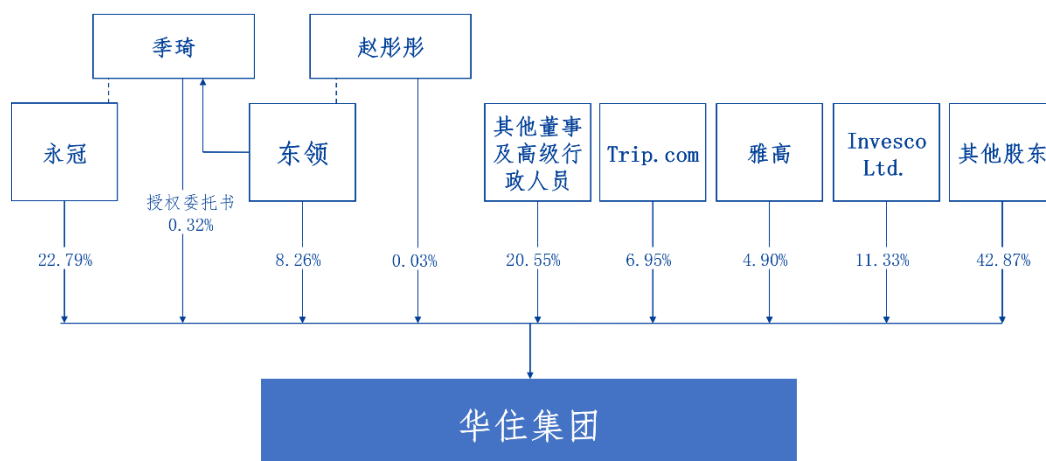 季琦
赵彤彤
永冠
东领
其他董事
及高级行
政人员
Trip.com
雅高
Invesco
Ltd.
其他股东
授权委托书
0.32%
22.79%
8.26%
0.03%
20.55%
6.95%
4.90%
11.33%
42.87%
华住集团